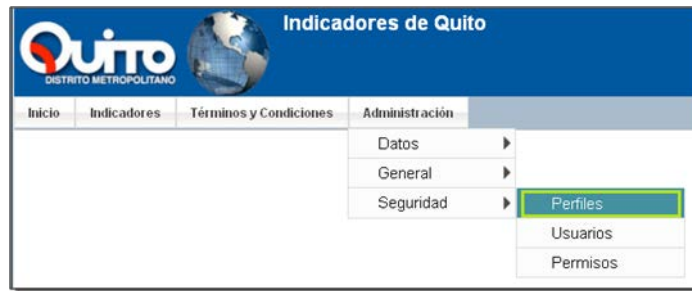 Indicadores de Quito
QUITO
DISTRITO METROPOLITANO
Inicio Indicadores Términos y Condiciones Administración
Datos
General
Seguridad Perfiles
Usuarios
Permisos